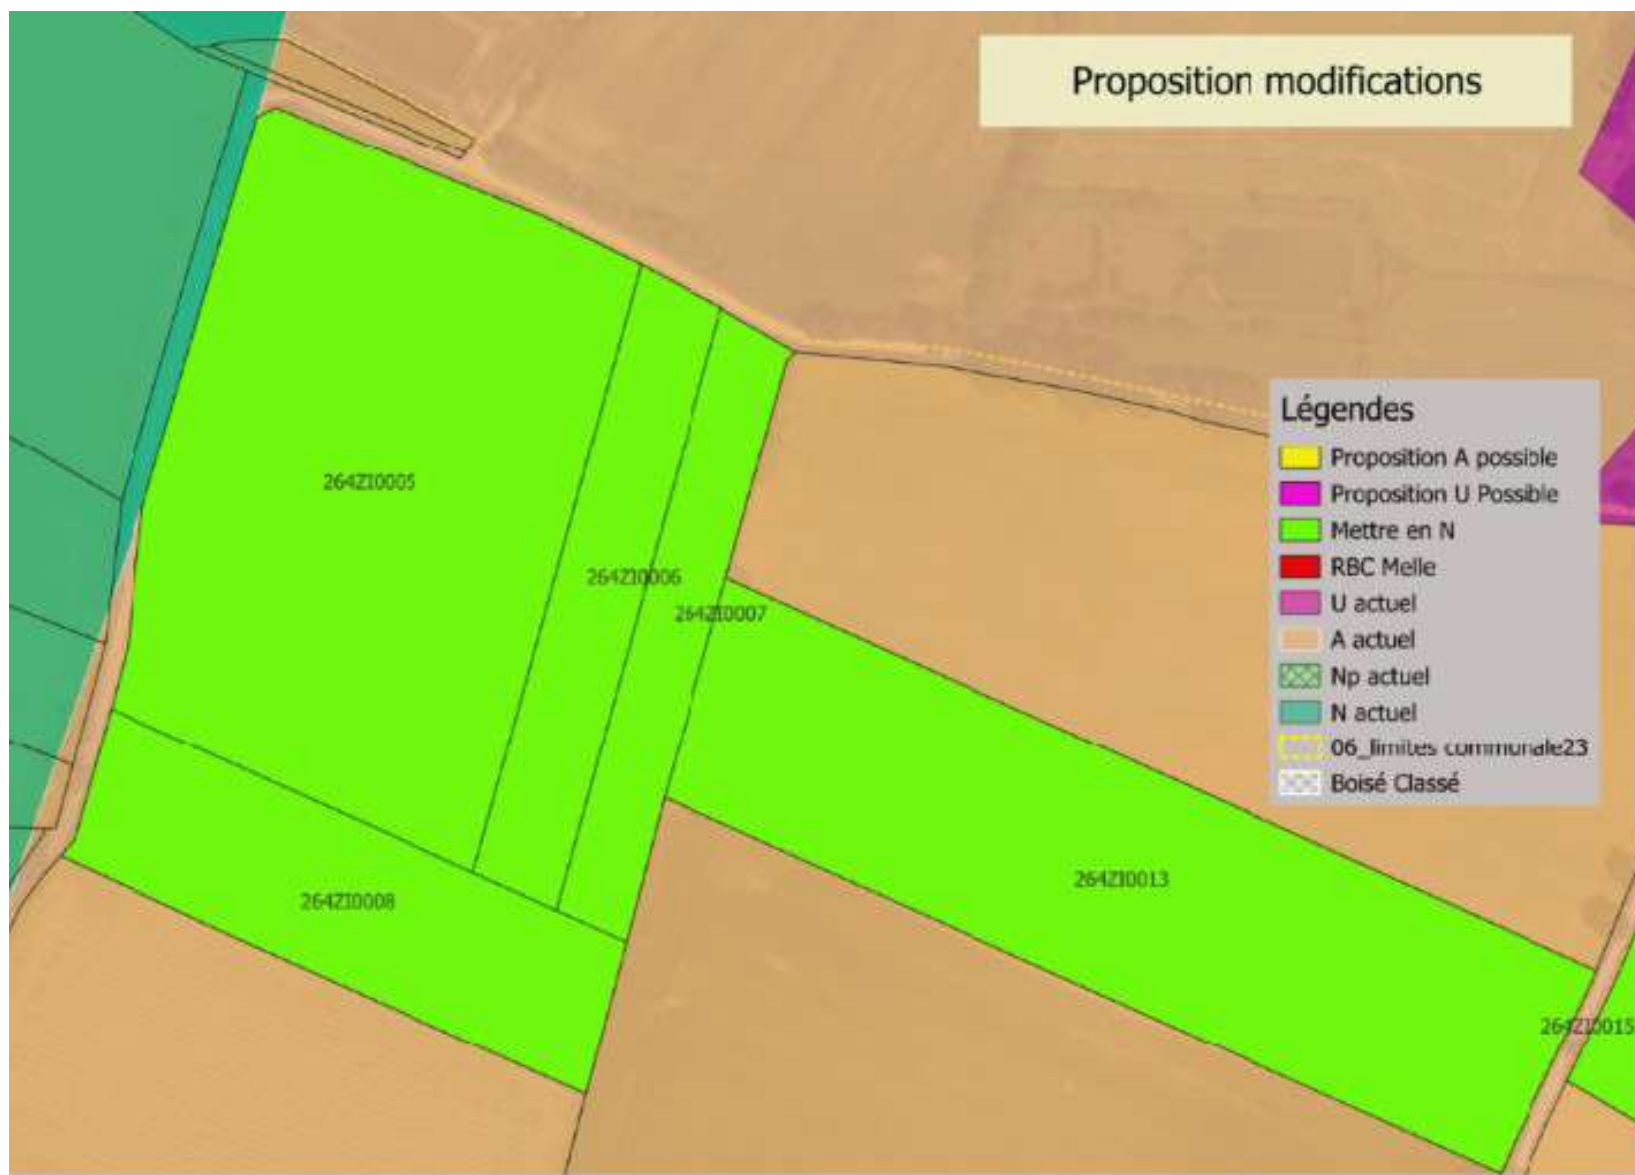 Proposition modifications
Légendes
Proposition A possible
Proposition U Possible
Mettre en N
RBC Melle
U actuel
A actuel
Np actuel
N actuel
06_limites communale23
Boisé Classé
264ZI0005
264ZI0006
264ZI0007
264ZI0013
264ZI0008
264ZI0015